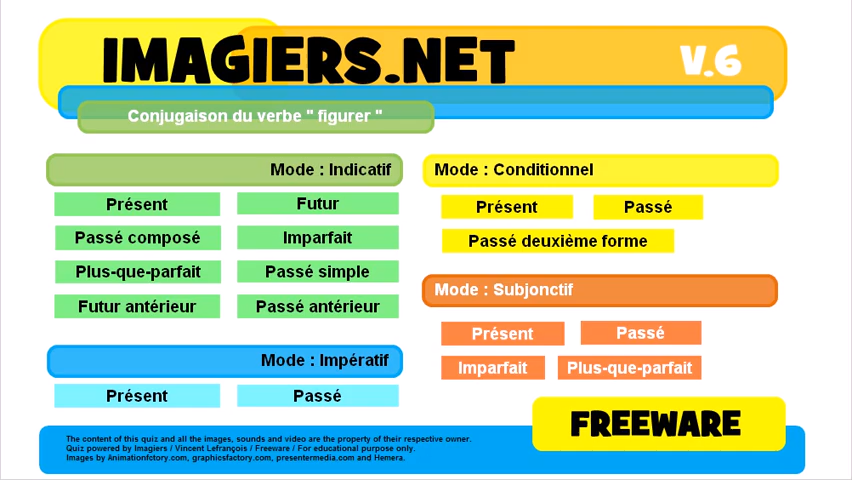 IMAGIERS.NET
V.6
Conjugaison du verbe " figurer "
Mode : Indicatif
Présent
Futur
Passé composé
Imparfait
Plus-que-parfait
Passé simple
Futur antérieur
Passé antérieur
Mode : Impératif
Présent
Passé
Mode : Conditionnel
Présent
Passé
Passé deuxième forme
Mode : Subjonctif
Présent
Passé
Imparfait
Plus-que-parfait
FREEWARE
The content of this quiz and all the images, sounds and video are the property of their respective owner.
Quiz powered by Imagiers / Vincent Lefrançois / Freeware / For educational purpose only.
Images by Animationfctory.com, graphicsfactory.com, presentermedia.com and Hemera.